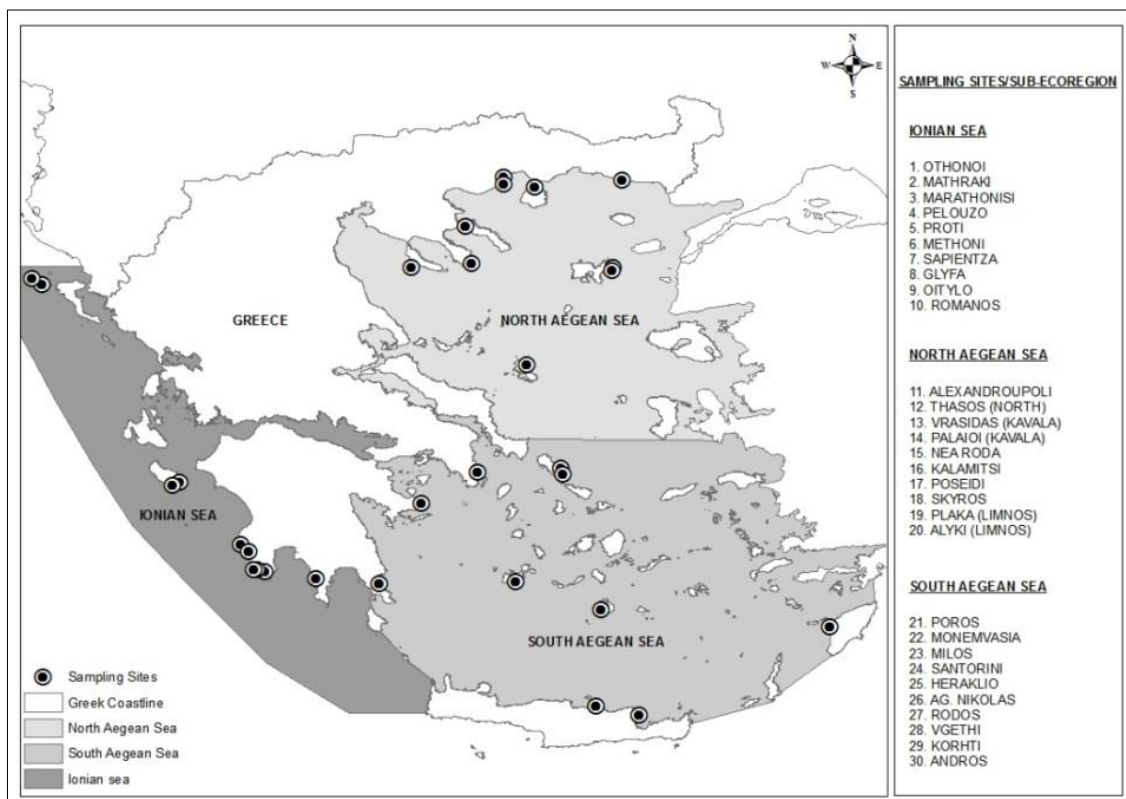 N
W E
S
GREECE
NORTH AEGEAN SEA
IONIAN SEA
SOUTH AEGEAN SEA
Sampling Sites
Greek Coastline
North Aegean Sea
South Aegean Sea
Ionian sea
SAMPLING SITES/SUB-ECOREGION
IONIAN SEA
1. OTHONOI
2. MATHRAKI
3. MARATHONISI
4. PELOUZO
5. PROTI
6. METHONI
7. SAPIENTZA
8. GLYFA
9. OITYLO
10. ROMANOS
NORTH AEGEAN SEA
11. ALEXANDROUPOLI
12. THASOS (NORTH)
13. VRASIDAS (KAVALA)
14. PALAIOI (KAVALA)
15. NEA RODA
16. KALAMITSI
17. POSEIDI
18. SKYROS
19. PLAKA (LIMNOS)
20. ALYKI (LIMNOS)
SOUTH AEGEAN SEA
21. POROS
22. MONEMVASIA
23. MILOS
24. SANTORINI
25. HERAKLIO
26. AG. NIKOLAS
27. RODOS
28. VGETHI
29. KORHTI
30. ANDROS